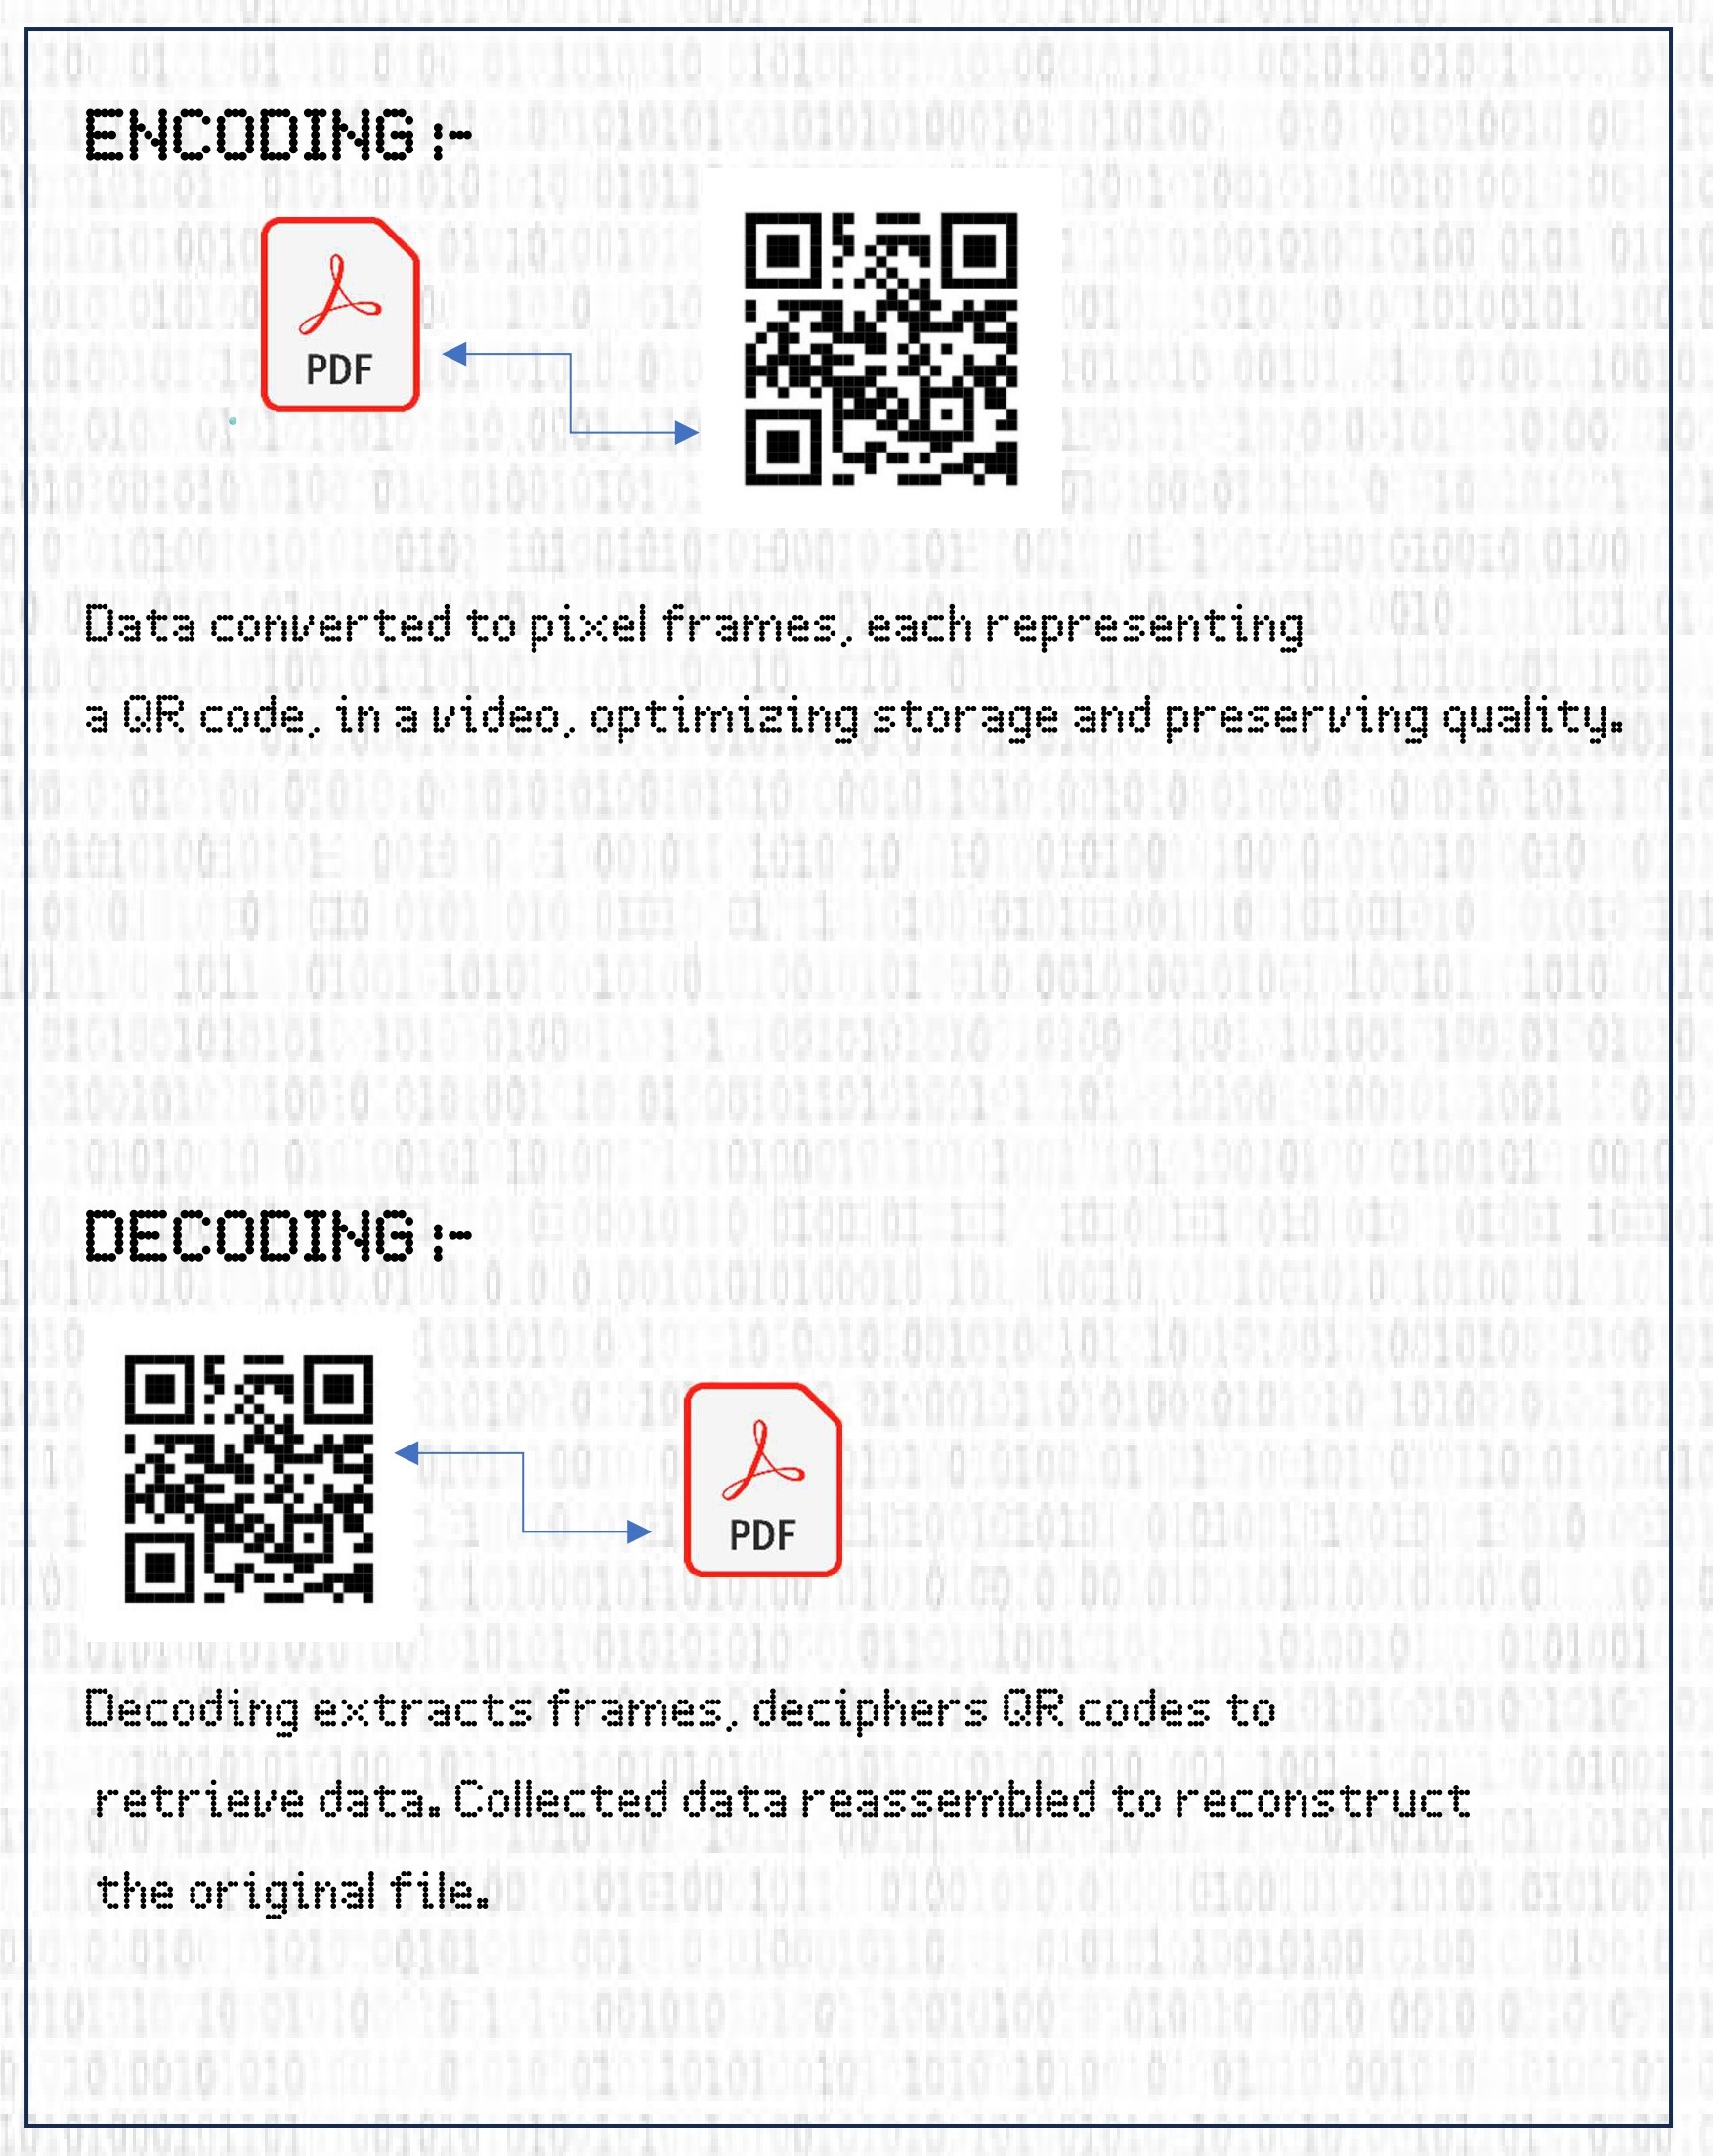 ENCODING :-
PDF
Data converted to pixel frames, each representing
a QR code, in a video, optimizing storage and preserving quality.
DECODING :-
PDF
Decoding extracts frames, deciphers QR codes to
retrieve data. Collected data reassembled to reconstruct
the original file.